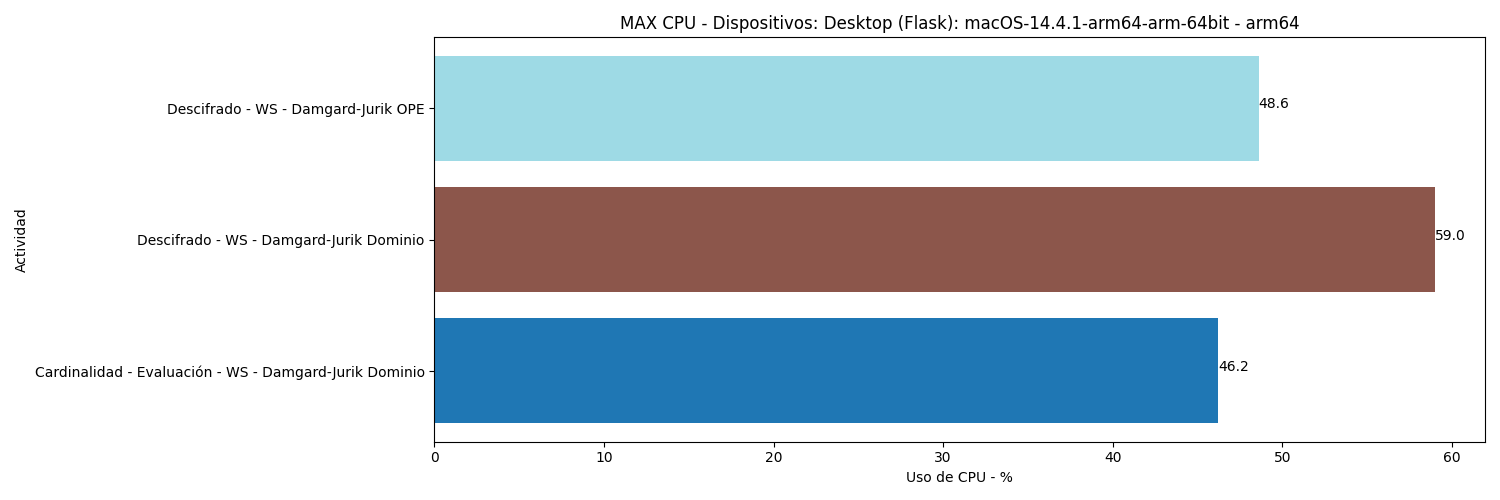 MAX CPU - Dispositivos: Desktop (Flask): macOS-14.4.1-arm64-arm-64bit - arm64
Actividad
Descifrado - WS - Damgard-Jurik OPE
48.6
Descifrado - WS - Damgard-Jurik Dominio
59.0
Cardinalidad - Evaluación - WS - Damgard-Jurik Dominio
46.2
0 10 20 30 40 50 60
Uso de CPU - %